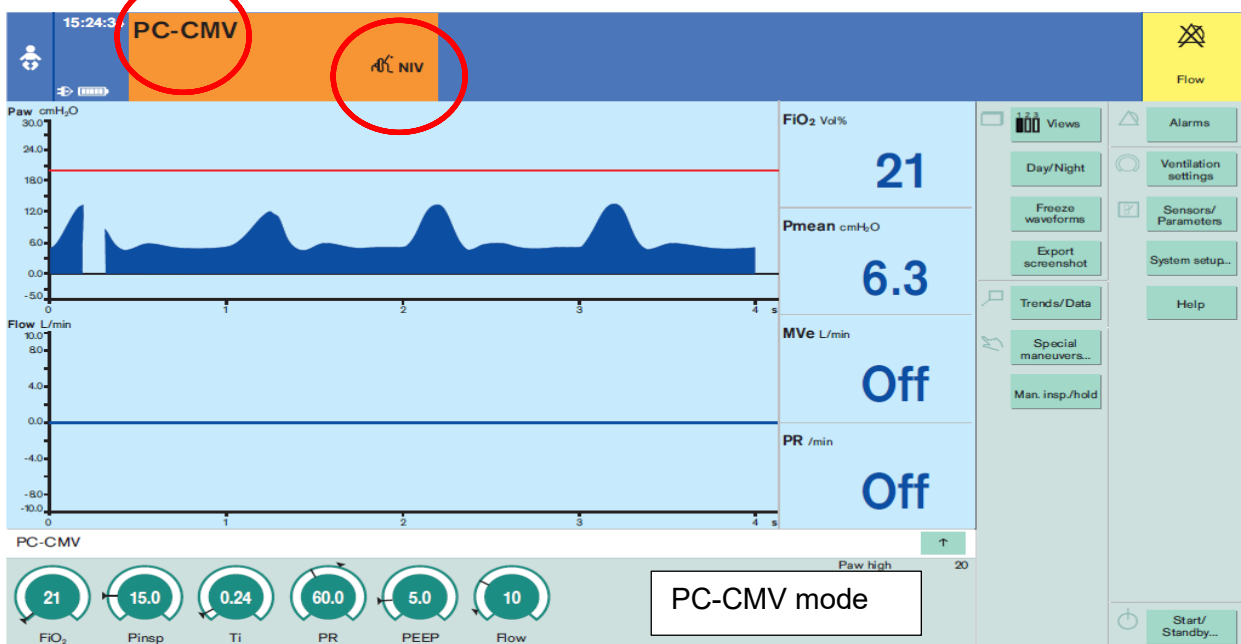 15:24:3
PC-CMV
NIV
Flow
Paw cmH₂O
30.0
24.0
18.0
12.0
6.0
0.0
-5.0
0 1 2 3 4 s
Flow L/min
10.0
8.0
4.0
0.0
-4.0
-8.0
-10.0
0 1 2 3 4 s
FiO₂ Vol%
21
Pmean cmH₂O
6.3
MVe L/min
Off
PR /min
Off
1 2 3
Views
Day/Night
Freeze
waveforms
Export
screenshot
Trends/Data
Special
maneuvers...
Man. insp./hold
Alarms
Ventilation
settings
Sensors/
Parameters
System setup...
Help
Start/
Standby...
PC-CMV
Paw high 20
21 15.0 0.24 60.0 5.0 10
FiO₂ Pinsp Ti PR PEEP Flow
PC-CMV mode